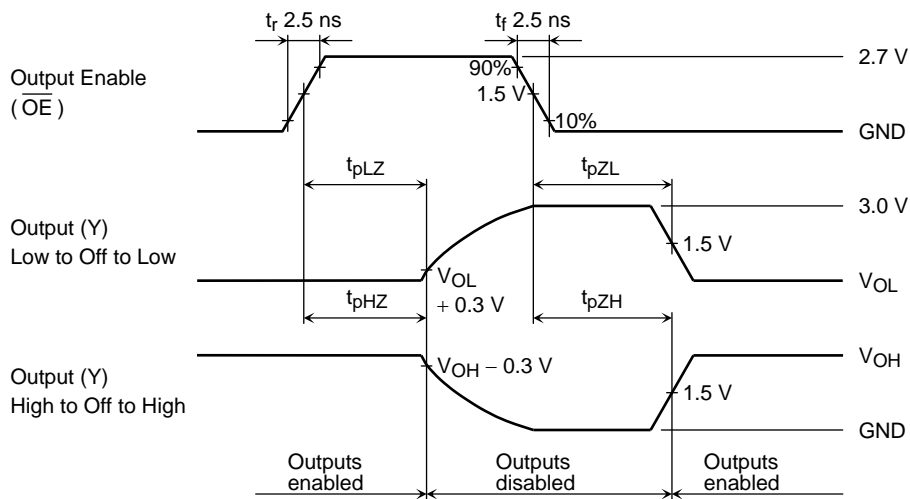 tr 2.5 ns
tf 2.5 ns
Output Enable
( OE )
90%
1.5 V
10%
2.7 V
GND
tpLZ
tpZL
Output (Y)
Low to Off to Low
3.0 V
1.5 V
VOL
+ 0.3 V
VOL
tpHZ
tpZH
Output (Y)
High to Off to High
VOH − 0.3 V
VOH
1.5 V
GND
Outputs
enabled
Outputs
disabled
Outputs
enabled